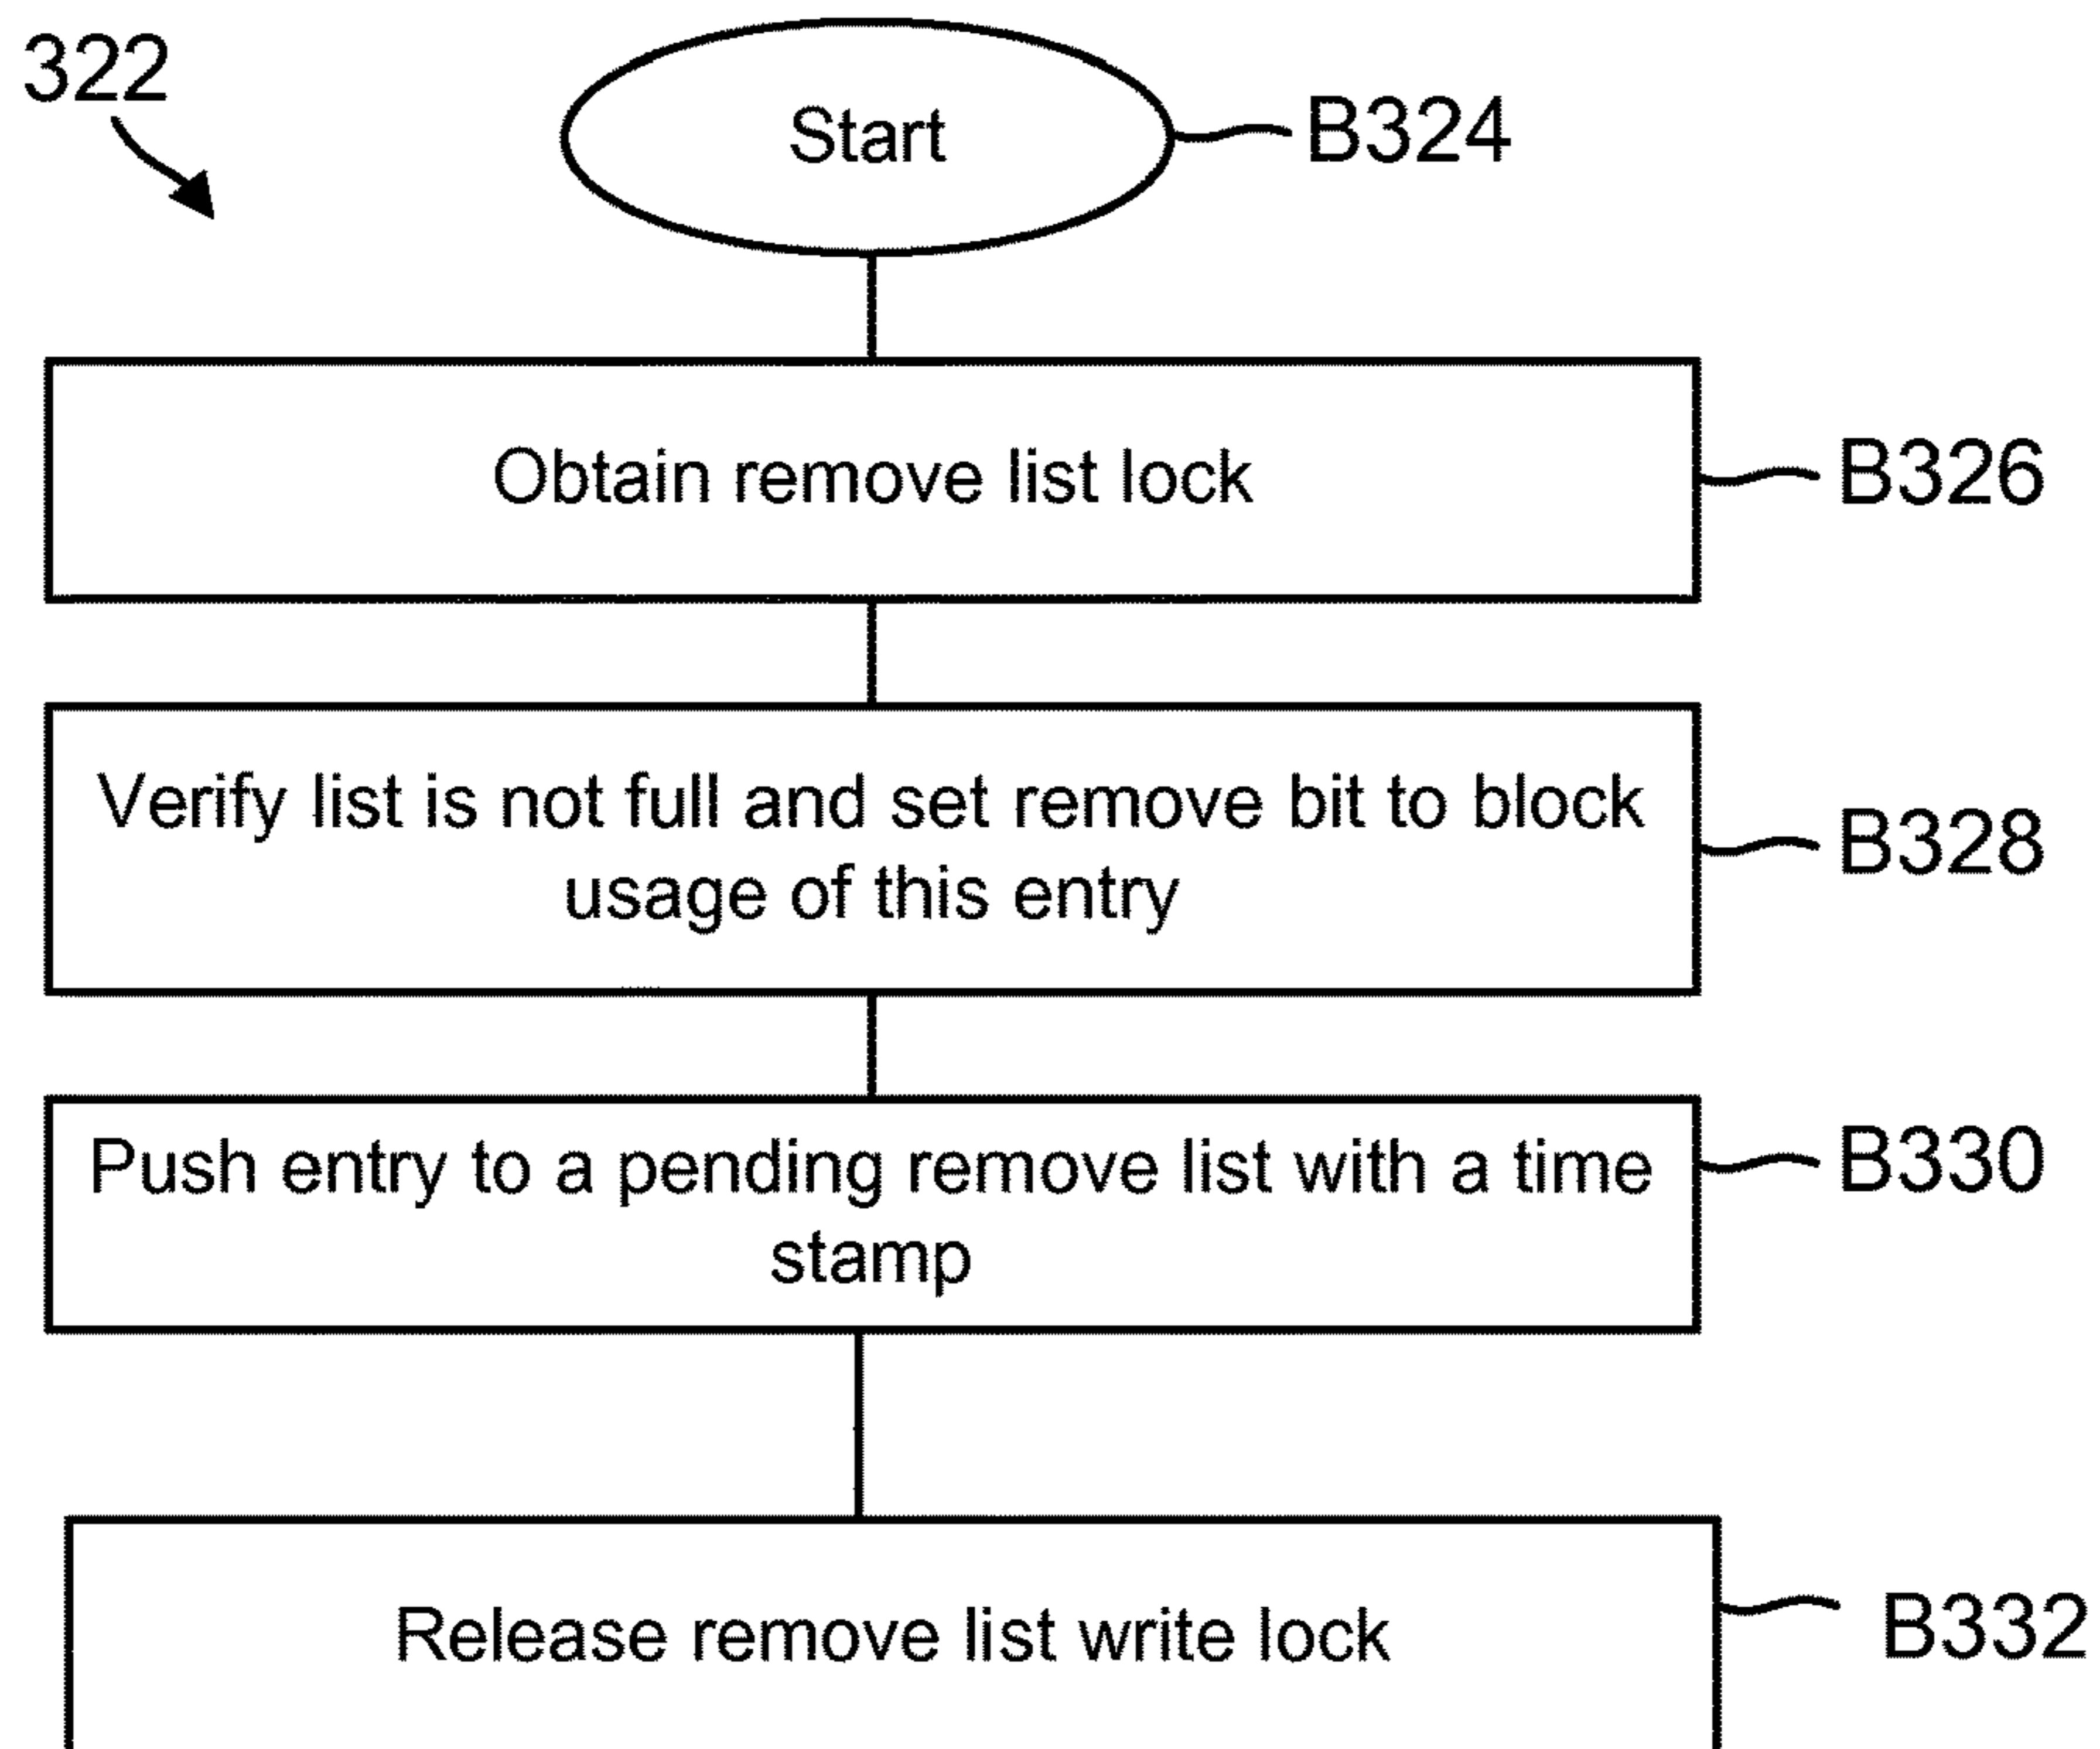 322
Start
B324
Obtain remove list lock
B326
Verify list is not full and set remove bit to block
usage of this entry
B328
Push entry to a pending remove list with a time
stamp
B330
Release remove list write lock
B332